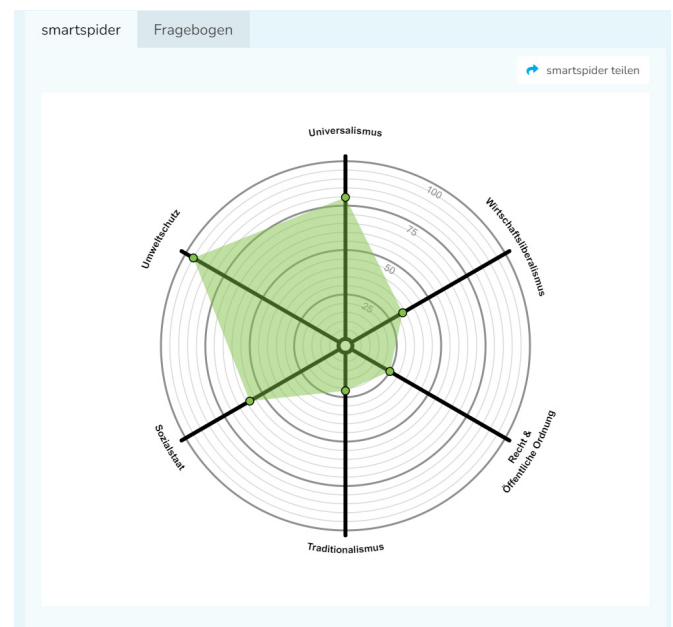 smartspider
Fragebogen
smartspider teilen
Universalismus
Wirtschaftsliberalismus
Recht &
Öffentliche Ordnung
Traditionalismus
Sozialstaat
Umweltschutz
100
75
50
25